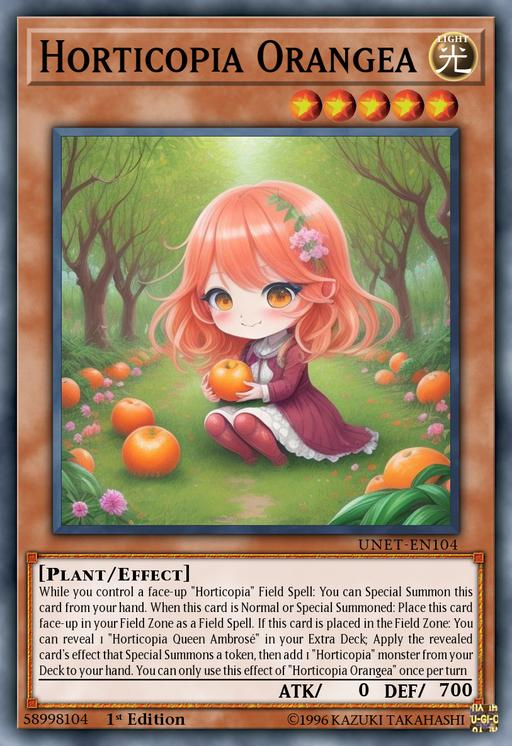 HORTICOPIA ORANGEA
LIGHT
光
UNET-EN104
[PLANT/EFFECT]
While you control a face-up "Horticopia" Field Spell: You can Special Summon this
card from your hand. When this card is Normal or Special Summoned: Place this card
face-up in your Field Zone as a Field Spell. If this card is placed in the Field Zone: You
can reveal 1 "Horticopia Queen Ambrosé" in your Extra Deck; Apply the revealed
card's effect that Special Summons a token, then add 1 "Horticopia" monster from your
Deck to your hand. You can only use this effect of "Horticopia Orangea" once per turn
ATK/ 0 DEF/ 700
58998104 1st Edition ©1996 KAZUKI TAKAHASHI